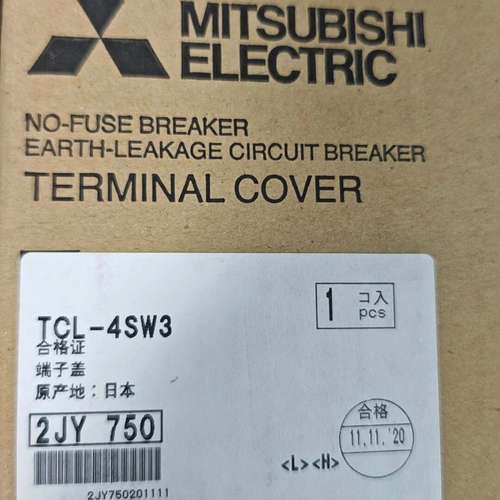 MITSUBISHI
ELECTRIC
NO-FUSE BREAKER
EARTH-LEAKAGE CIRCUIT BREAKER
TERMINAL COVER
TCL-4SW3
1 コ入
pcs
合格证
端子盖
原产地:日本
2JY 750
合格
11.11.'20
<L><H>
2JY750201111